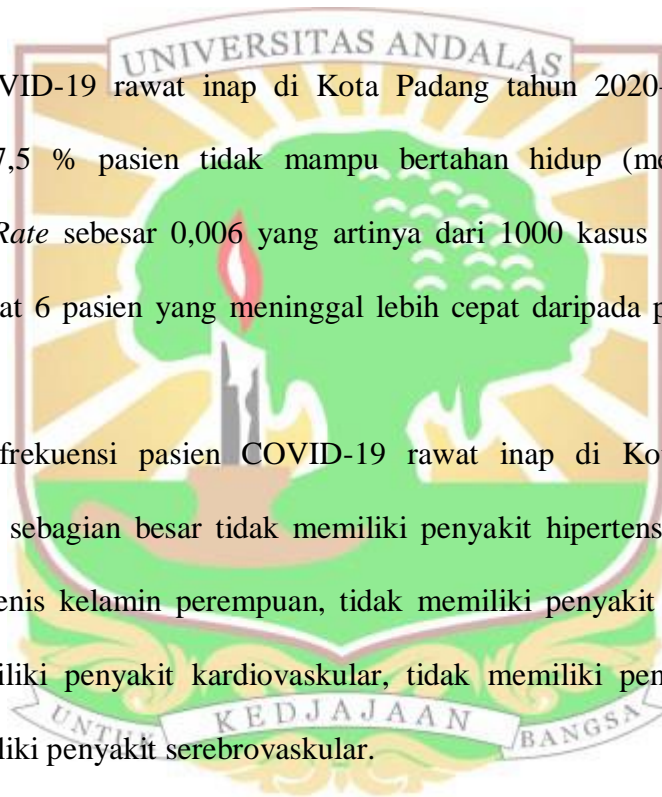 UNIVERSITAS ANDALAS
VID-19 rawat inap di Kota Padang tahun 2020-
7,5 % pasien tidak mampu bertahan hidup (me
Rate sebesar 0,006 yang artinya dari 1000 kasus
at 6 pasien yang meninggal lebih cepat daripada p
frekuensi pasien COVID-19 rawat inap di Ko
sebagian besar tidak memiliki penyakit hipertens
enis kelamin perempuan, tidak memiliki penyakit
iliki penyakit kardiovaskular, tidak memiliki pen
liki penyakit serebrovaskular.
UNTUK KEDJAJAAN BANGSA